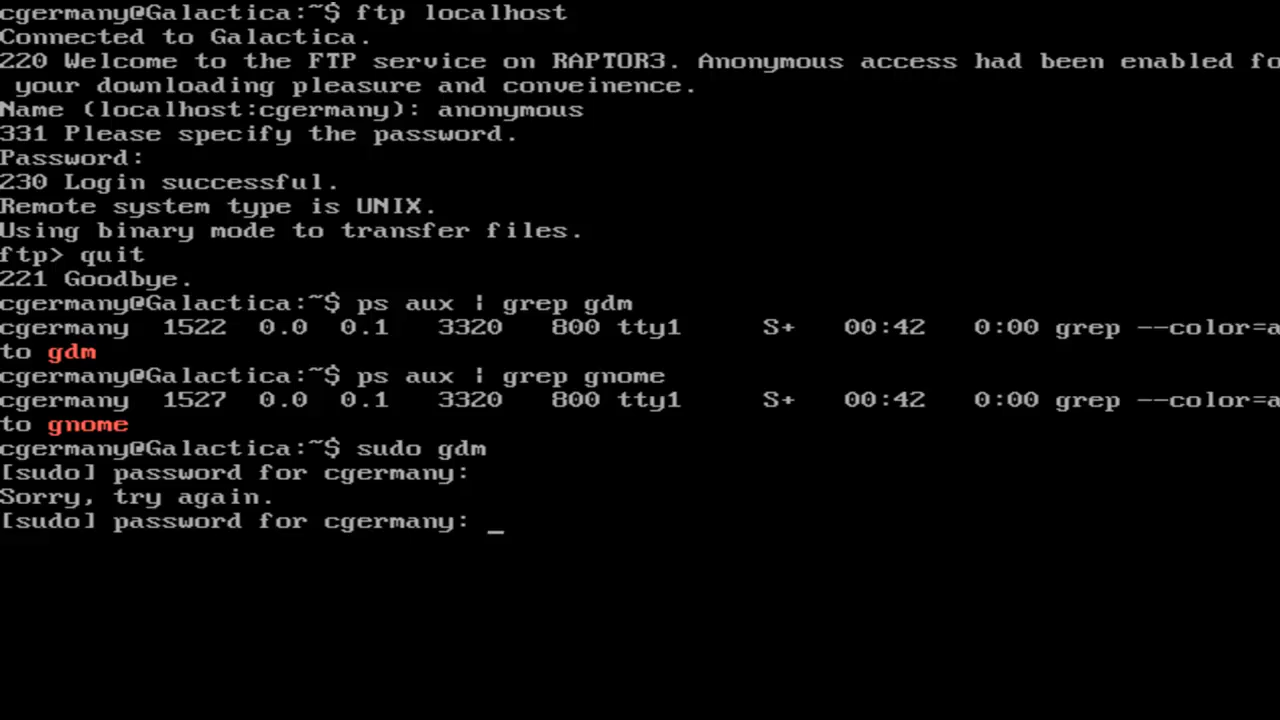 cgermany@Galactica:~$ ftp localhost
Connected to Galactica.
220 Welcome to the FTP service on RAPTOR3. Anonymous access had been enabled fo
 your downloading pleasure and conveinence.
Name (localhost:cgermany): anonymous
331 Please specify the password.
Password:
230 Login successful.
Remote system type is UNIX.
Using binary mode to transfer files.
ftp> quit
221 Goodbye.
cgermany@Galactica:~$ ps aux | grep gdm
cgermany  1522  0.0  0.1   3320   800 tty1     S+   00:42   0:00 grep --color=a
to gdm
cgermany@Galactica:~$ ps aux | grep gnome
cgermany  1527  0.0  0.1   3320   800 tty1     S+   00:42   0:00 grep --color=a
to gnome
cgermany@Galactica:~$ sudo gdm
[sudo] password for cgermany:
Sorry, try again.
[sudo] password for cgermany: _